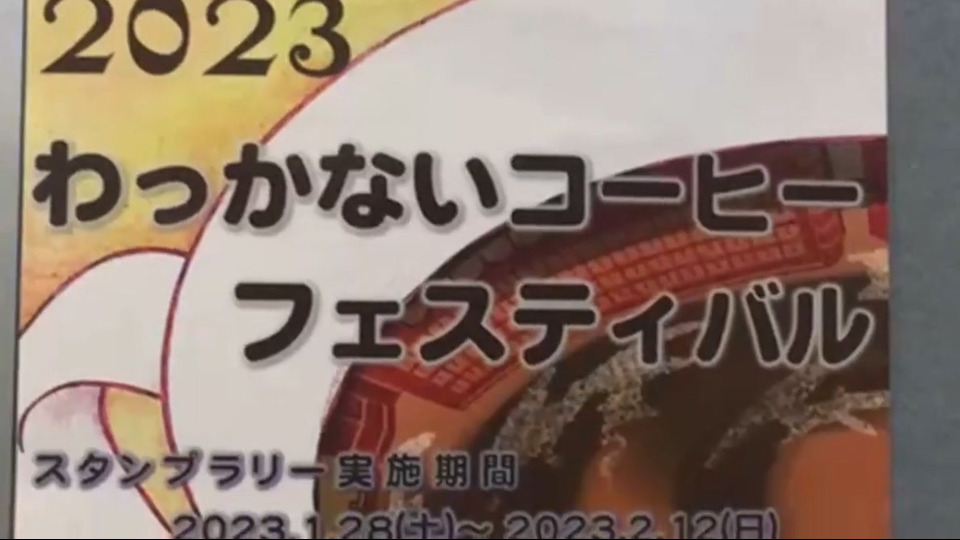 2023
わっかないコーヒー
フェスティバル
スタンプラリー実施期間
2023.1.28(土)～ 2023.2.12(日)